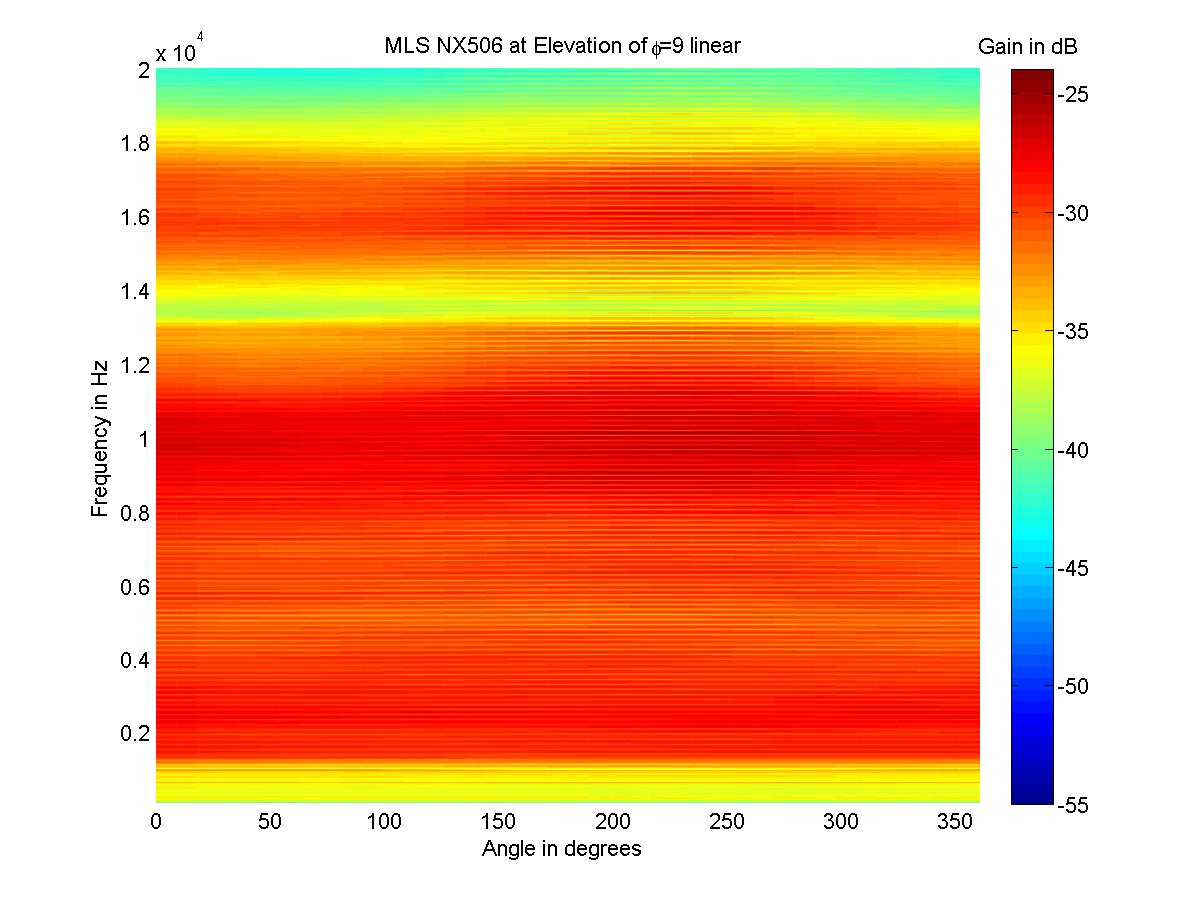 x 10^4
MLS NX506 at Elevation of ϕ=9 linear
Gain in dB
2
1.8
1.6
1.4
1.2
1
0.8
0.6
0.4
0.2
Frequency in Hz
0 50 100 150 200 250 300 350
Angle in degrees
-25
-30
-35
-40
-45
-50
-55